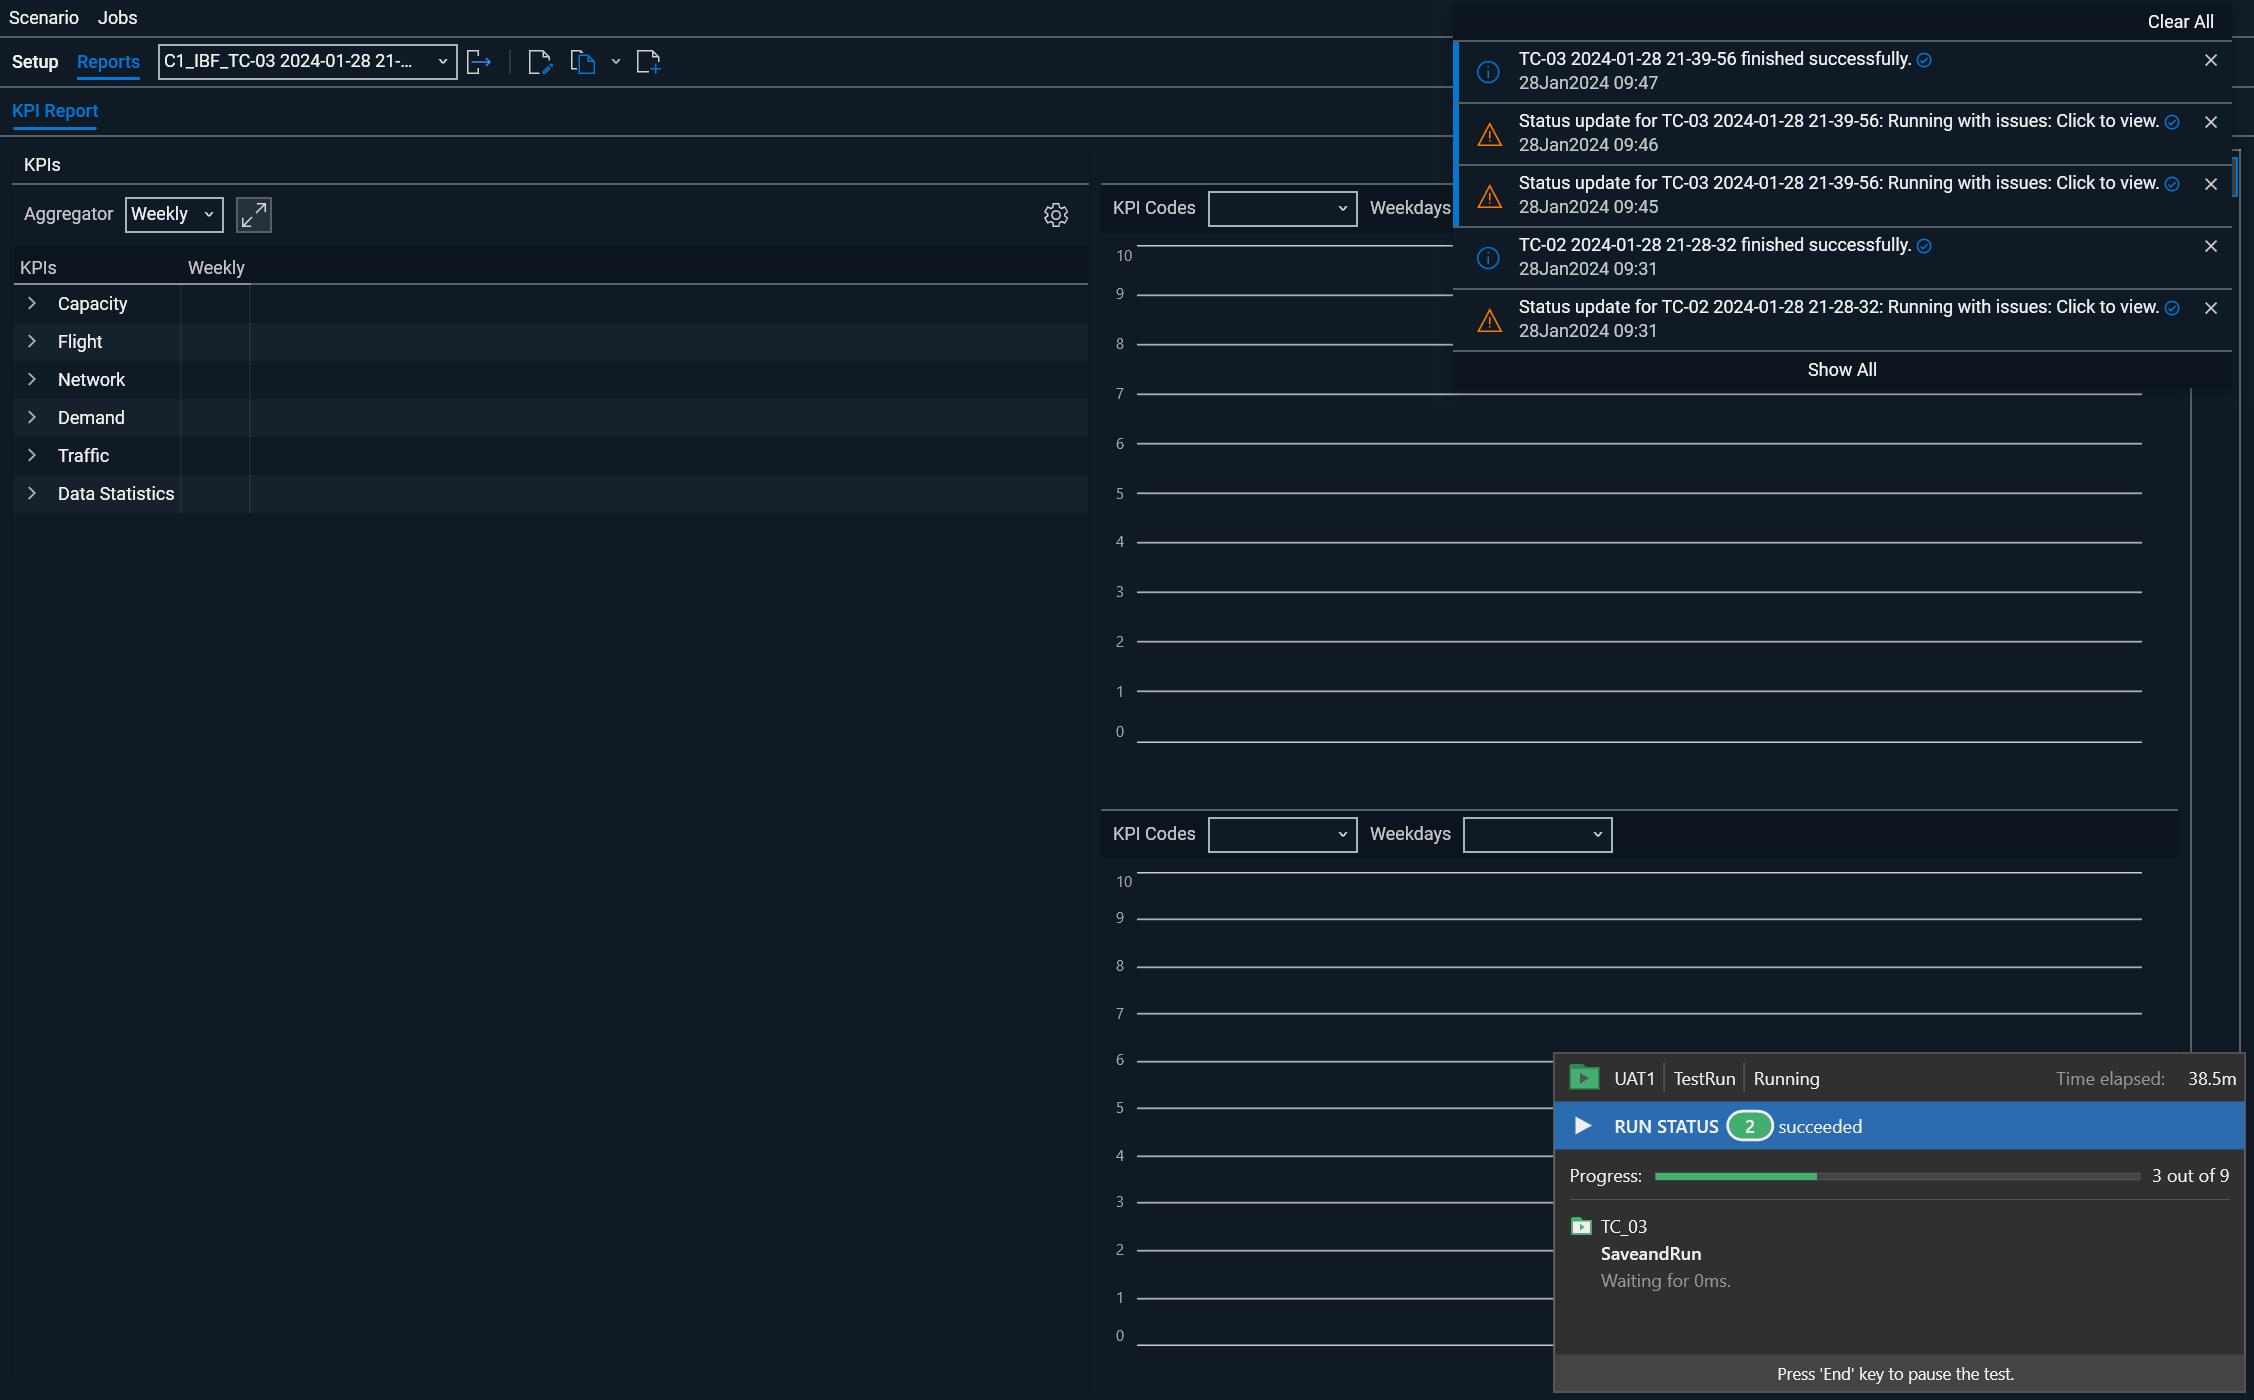 Scenario Jobs
Setup Reports C1_IBF_TC-03 2024-01-28 21-...
KPI Report
KPIs
Aggregator Weekly
KPIs Weekly
Capacity
Flight
Network
Demand
Traffic
Data Statistics
KPI Codes Weekdays
10
9
8
7
6
5
4
3
2
1
0
KPI Codes Weekdays
10
9
8
7
6
5
4
3
2
1
0
Clear All
TC-03 2024-01-28 21-39-56 finished successfully.
28Jan2024 09:47
Status update for TC-03 2024-01-28 21-39-56: Running with issues: Click to view.
28Jan2024 09:46
Status update for TC-03 2024-01-28 21-39-56: Running with issues: Click to view.
28Jan2024 09:45
TC-02 2024-01-28 21-28-32 finished successfully.
28Jan2024 09:31
Status update for TC-02 2024-01-28 21-28-32: Running with issues: Click to view.
28Jan2024 09:31
Show All
UAT1 TestRun Running Time elapsed: 38.5m
RUN STATUS 2 succeeded
Progress: 3 out of 9
TC_03
SaveandRun
Waiting for 0ms.
Press 'End' key to pause the test.